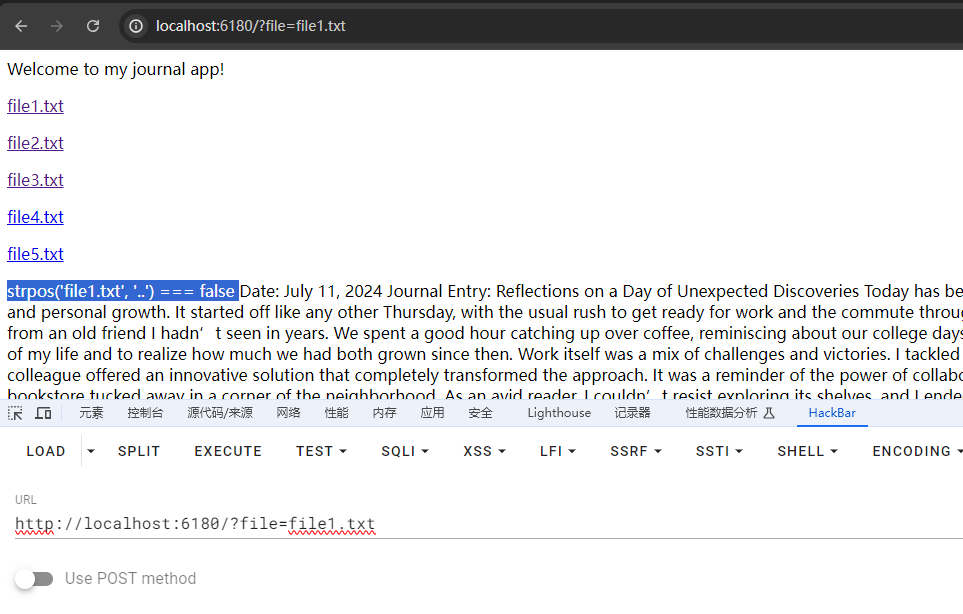 localhost:6180/?file=file1.txt
Welcome to my journal app!
file1.txt
file2.txt
file3.txt
file4.txt
file5.txt
strpos('file1.txt', '..') === false Date: July 11, 2024 Journal Entry: Reflections on a Day of Unexpected Discoveries Today has be
and personal growth. It started off like any other Thursday, with the usual rush to get ready for work and the commute throu
from an old friend I hadn’t seen in years. We spent a good hour catching up over coffee, reminiscing about our college days
of my life and to realize how much we had both grown since then. Work itself was a mix of challenges and victories. I tackled
colleague offered an innovative solution that completely transformed the approach. It was a reminder of the power of collabo
bookstore tucked away in a corner of the neighborhood. As an avid reader, I couldn’t resist exploring its shelves, and I ende
元素 控制台 源代码/来源 网络 性能 内存 应用 安全 Lighthouse 记录器 性能数据分析 HackBar
LOAD SPLIT EXECUTE TEST SQLI XSS LFI SSRF SSTI SHELL ENCODING
URL
http://localhost:6180/?file=file1.txt
Use POST method